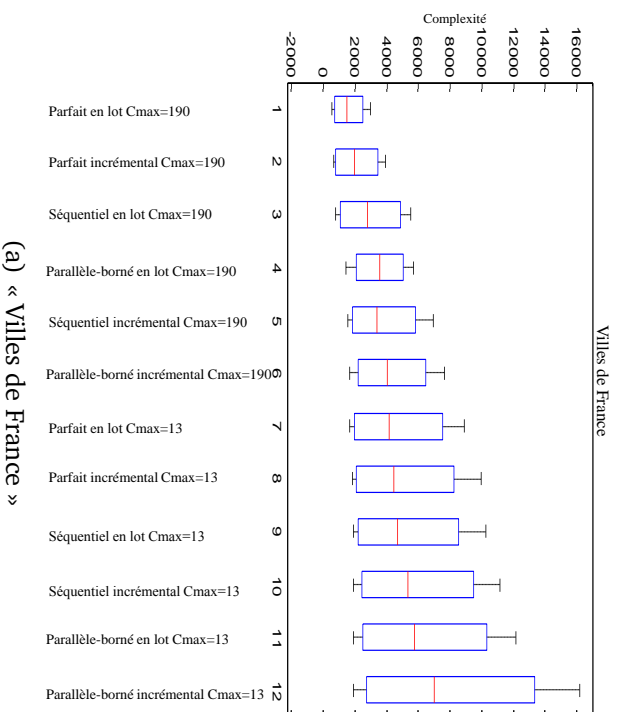 Complexité
-2000 0 2000 4000 6000 8000 10000 12000 14000 16000
Villes de France
Parfait en lot Cmax=190 1
Parfait incrémental Cmax=190 2
Séquentiel en lot Cmax=190 3
Parallèle-borné en lot Cmax=190 4
Séquentiel incrémental Cmax=190 5
Parallèle-borné incrémental Cmax=190 6
Parfait en lot Cmax=13 7
Parfait incrémental Cmax=13 8
Séquentiel en lot Cmax=13 9
Séquentiel incrémental Cmax=13 10
Parallèle-borné en lot Cmax=13 11
Parallèle-borné incrémental Cmax=13 12
(a) « Villes de France »